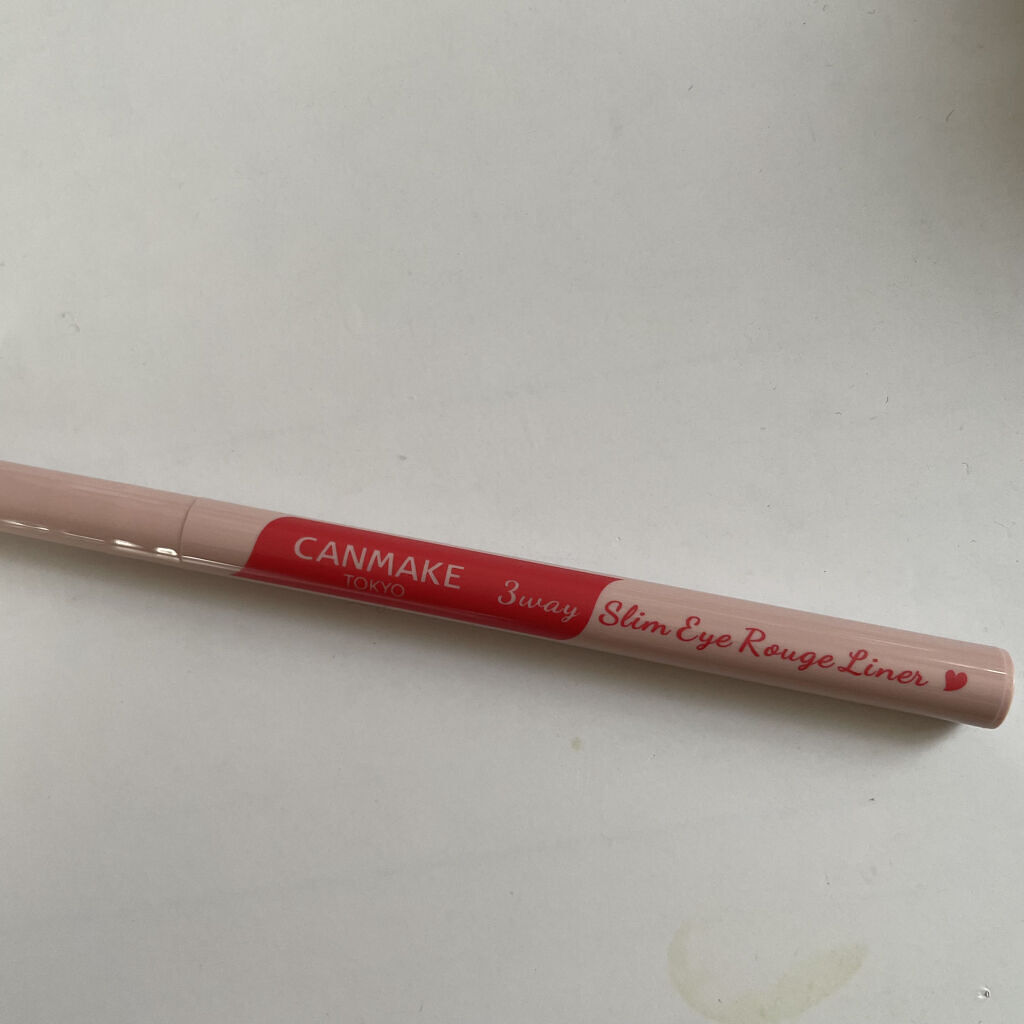 CANMAKE
TOKYO
3way
Slim Eye Rouge Liner